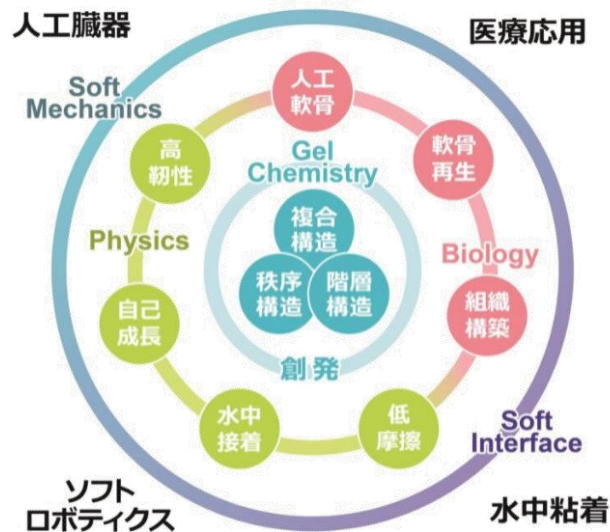 人工臓器
医療応用
Soft
Mechanics
人工
軟骨
高
靭性
Gel
Chemistry
軟骨
再生
複合
構造
Physics
Biology
秩序
構造
階層
構造
自己
成長
組織
構築
創発
水中
接着
低
摩擦
Soft
Interface
ソフト
ロボティクス
水中粘着